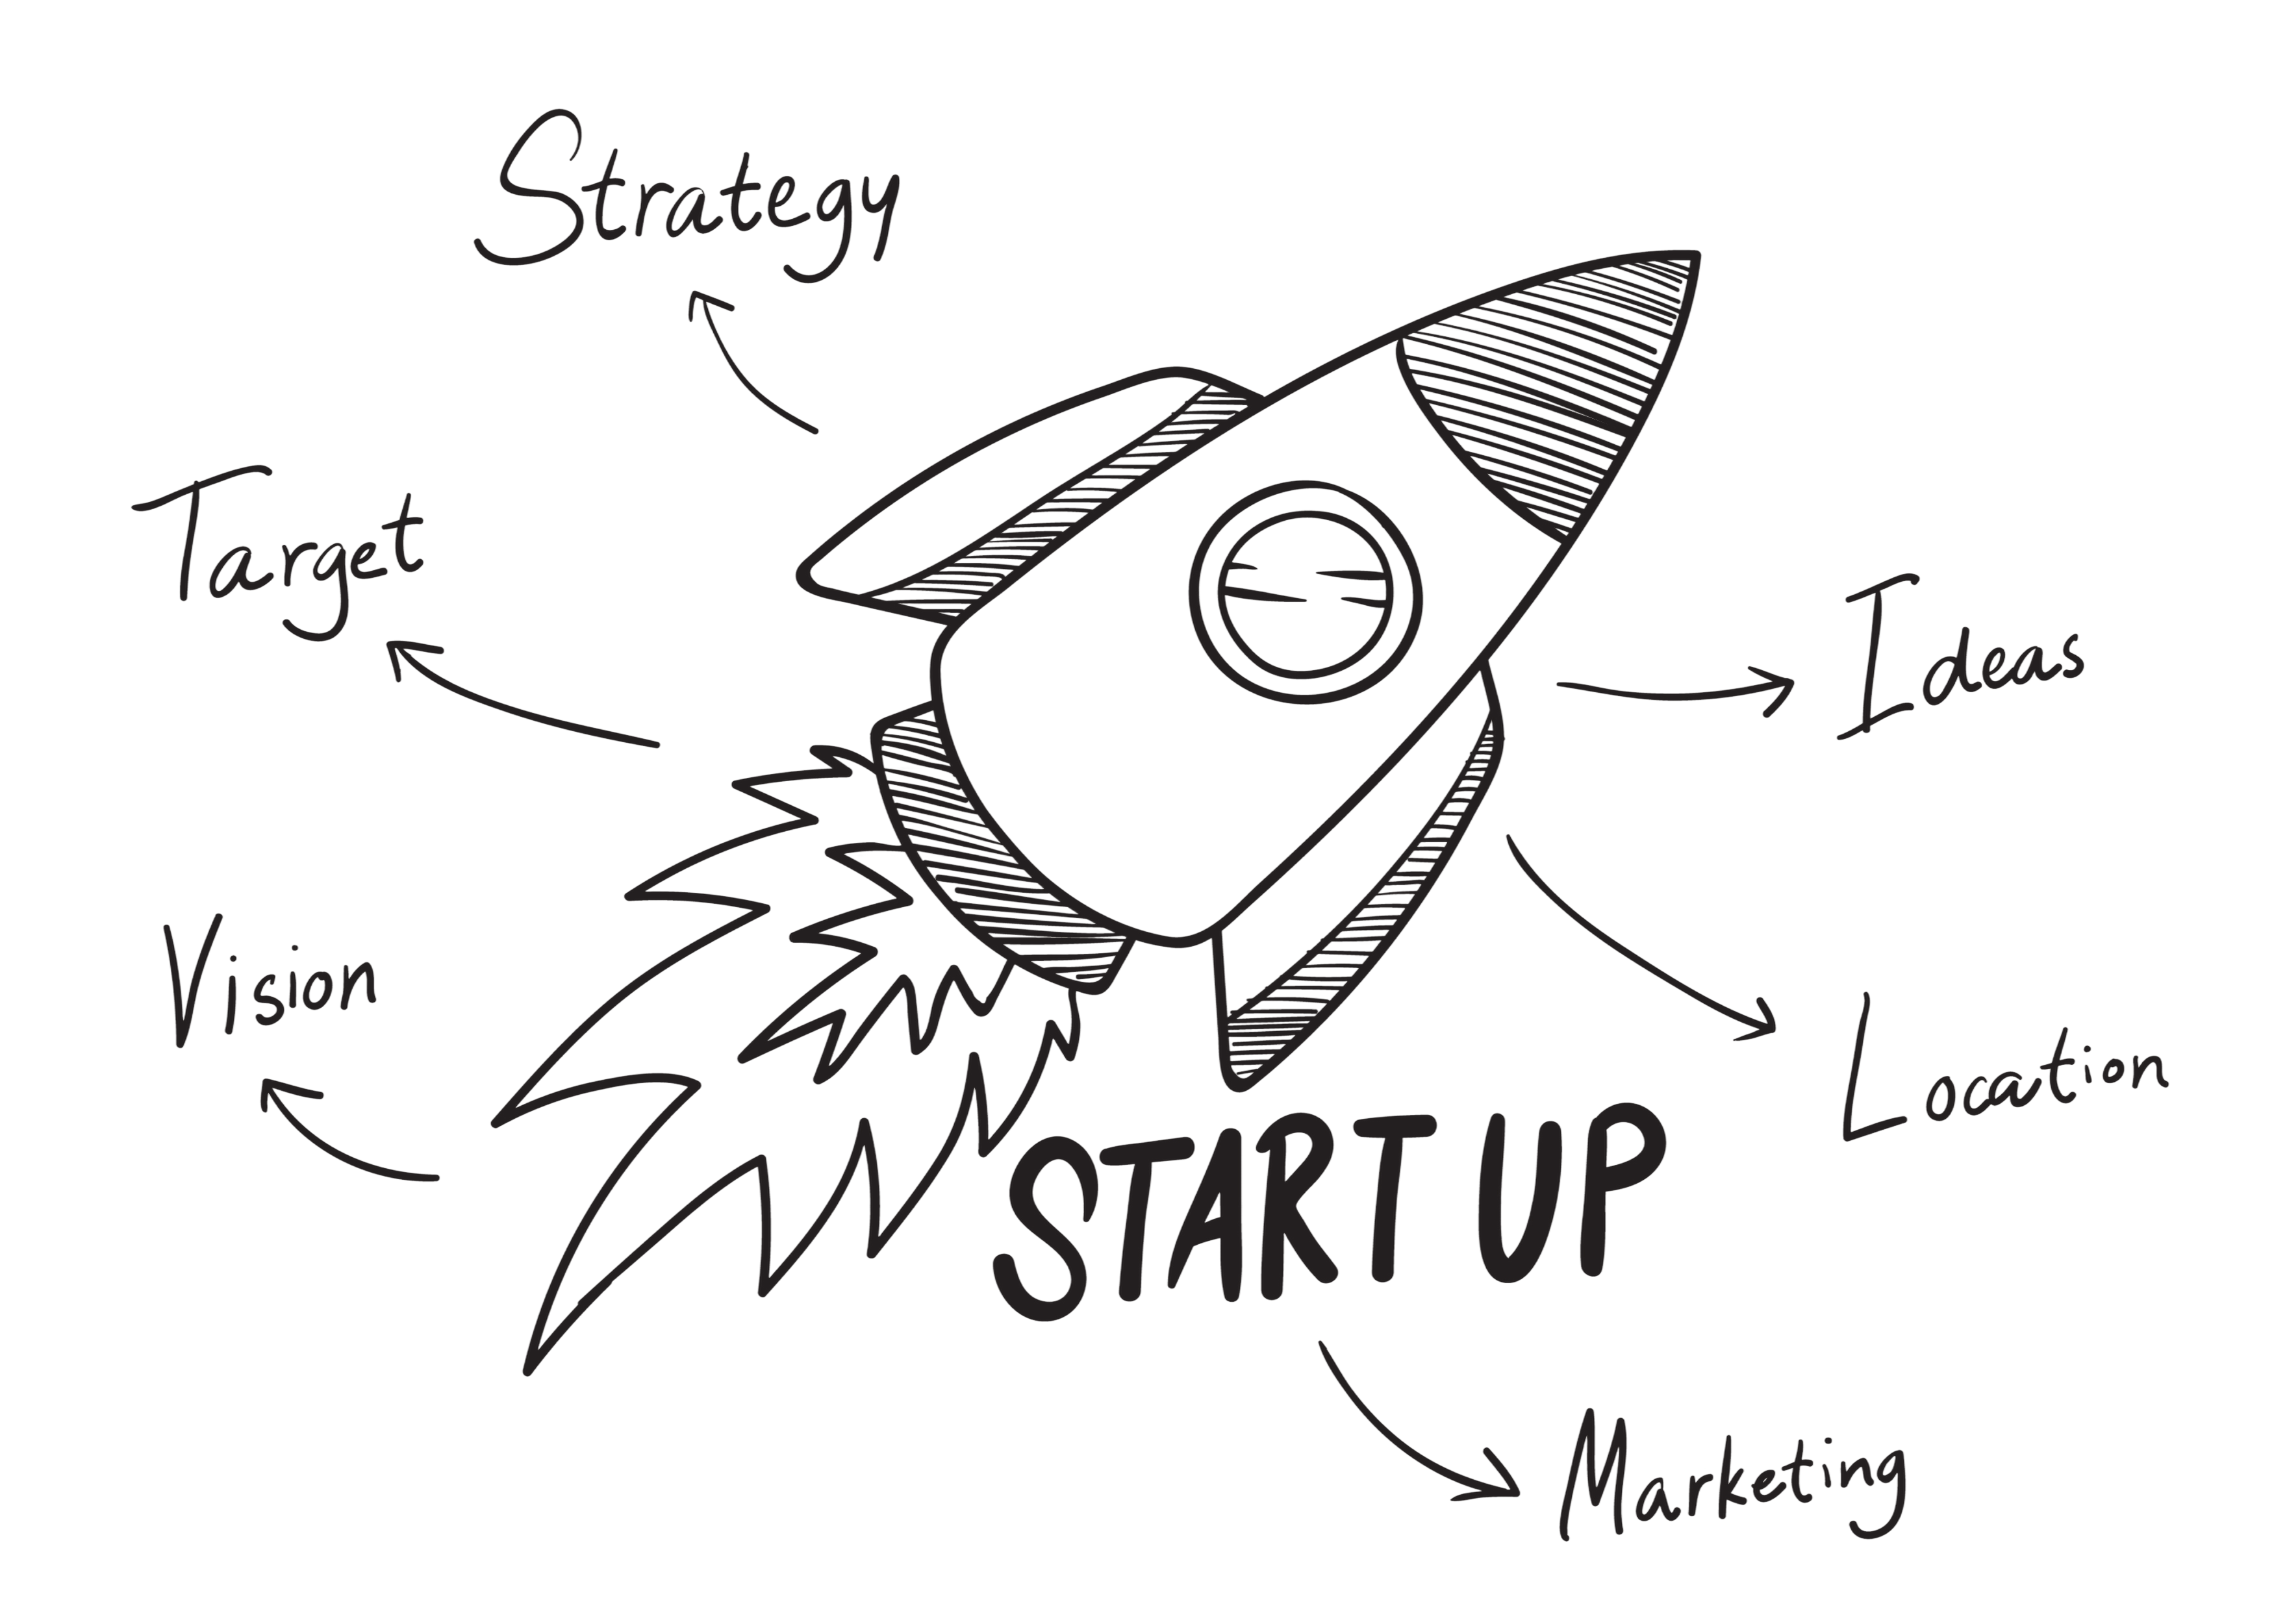 Strategy
Target
Ideas
Vision
Location
START UP
Marketing